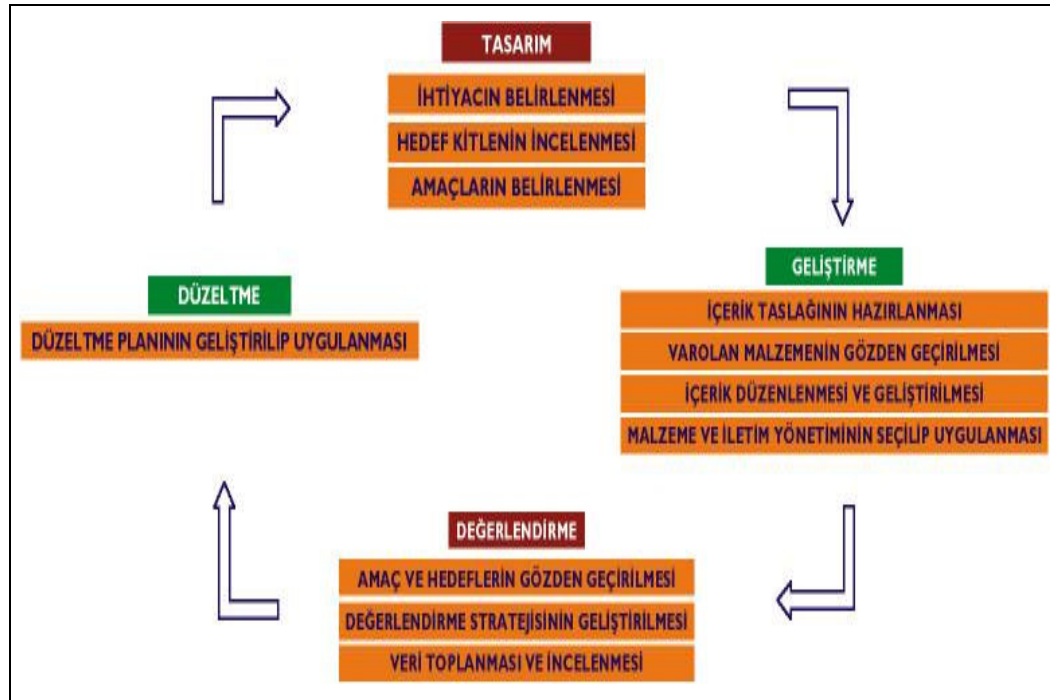 TASARIM
İHTİYACIN BELİRLENMESİ
HEDEF KİTLENİN İNCELENMESİ
AMAÇLARIN BELİRLENMESİ
GELİŞTİRME
İÇERİK TASLAĞININ HAZIRLANMASI
VAROLAN MALZEMENİN GÖZDEN GEÇİRİLMESİ
İÇERİK DÜZENLENMESİ VE GELİŞTİRİLMESİ
MALZEME VE İLETİM YÖNETİMİNİN SEÇİLİP UYGULANMASI
DEĞERLENDİRME
AMAÇ VE HEDEFLERİN GÖZDEN GEÇİRİLMESİ
DEĞERLENDİRME STRATEJİSİNİN GELİŞTİRİLMESİ
VERİ TOPLANMASI VE İNCELENMESİ
DÜZELTME
DÜZELTME PLANININ GELİŞTİRİLİP UYGULANMASI